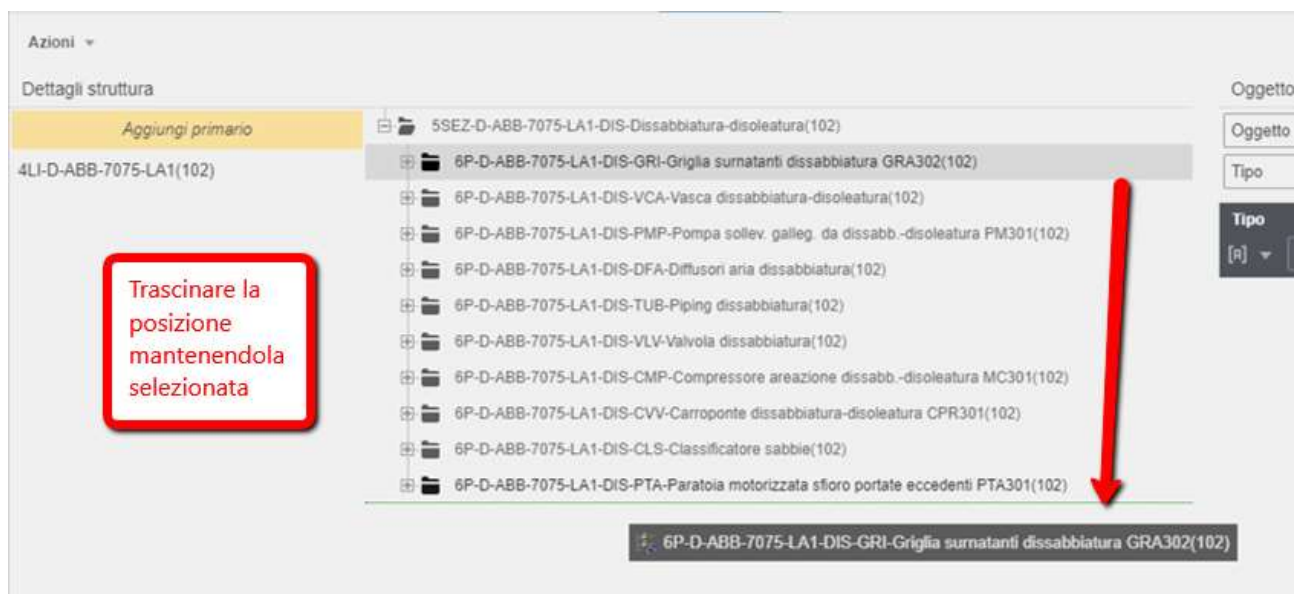 Azioni
Dettagli struttura
Oggetto
Aggiungi primario
4LI-D-ABB-7075-LA1(102)
5SEZ-D-ABB-7075-LA1-DIS-Dissabbiatura-disoleatura(102)
6P-D-ABB-7075-LA1-DIS-GRI-Griglia surnatanti dissabbiatura GRA302(102)
6P-D-ABB-7075-LA1-DIS-VCA-Vasca dissabbiatura-disoleatura(102)
6P-D-ABB-7075-LA1-DIS-PMP-Pompa sollev. galleg. da dissabb.-disoleatura PM301(102)
6P-D-ABB-7075-LA1-DIS-DFA-Diffusori aria dissabbiatura(102)
6P-D-ABB-7075-LA1-DIS-TUB-Piping dissabbiatura(102)
6P-D-ABB-7075-LA1-DIS-VLV-Valvola dissabbiatura(102)
6P-D-ABB-7075-LA1-DIS-CMP-Compressore areazione dissabb.-disoleatura MC301(102)
6P-D-ABB-7075-LA1-DIS-CVV-Carroponte dissabbiatura-disoleatura CPR301(102)
6P-D-ABB-7075-LA1-DIS-CLS-Classificatore sabbie(102)
6P-D-ABB-7075-LA1-DIS-PTA-Paratoia motorizzata sfioro portate eccedenti PTA301(102)
6P-D-ABB-7075-LA1-DIS-GRI-Griglia surnatanti dissabbiatura GRA302(102)
Trascinare la
posizione
mantenendola
selezionata
Oggetto
Tipo
Tipo
[R]